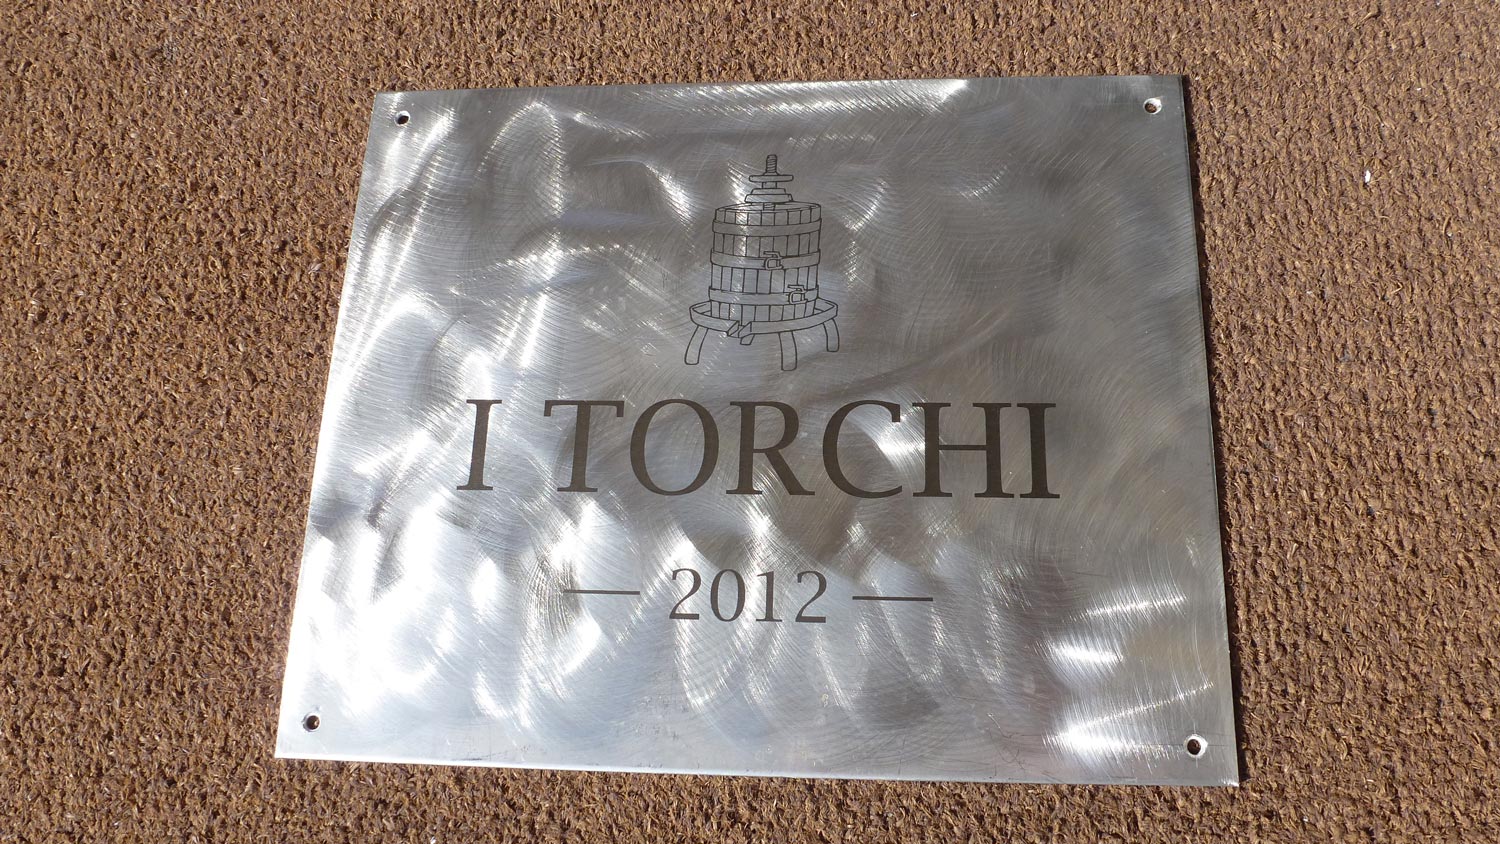 I TORCHI
— 2012 —